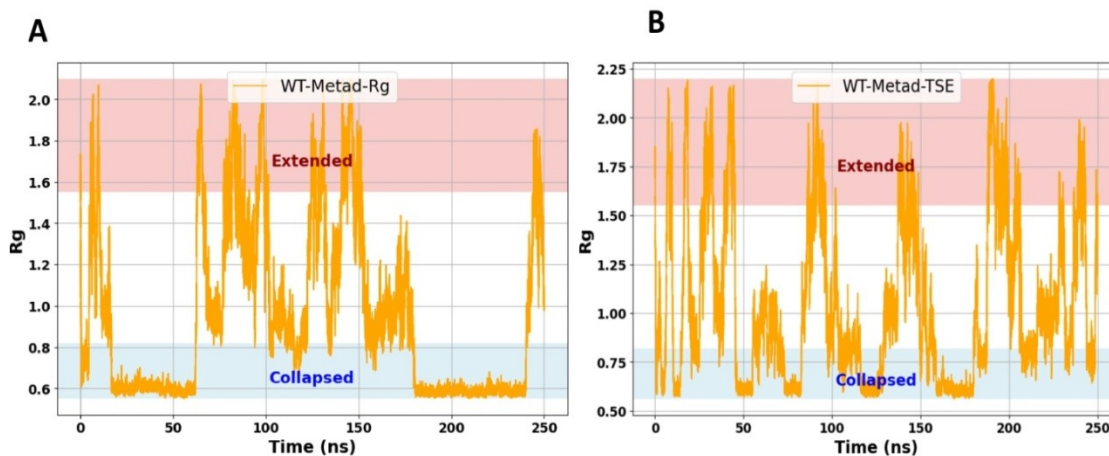 A
WT-Metad-Rg
Extended
Collapsed
Rg
2.0
1.8
1.6
1.4
1.2
1.0
0.8
0.6
0 50 100 150 200 250
Time (ns)
B
WT-Metad-TSE
Extended
Collapsed
Rg
2.25
2.00
1.75
1.50
1.25
1.00
0.75
0.50
0 50 100 150 200 250
Time (ns)